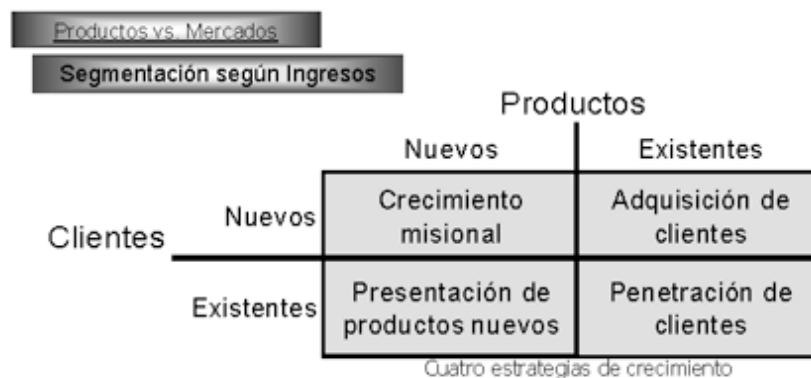 Productos vs. Mercados
Segmentación según Ingresos
Productos
Nuevos Existentes
Clientes
Nuevos
Crecimiento
misional
Adquisición de
clientes
Existentes
Presentación de
productos nuevos
Penetración de
clientes
Cuatro estrategias de crecimiento